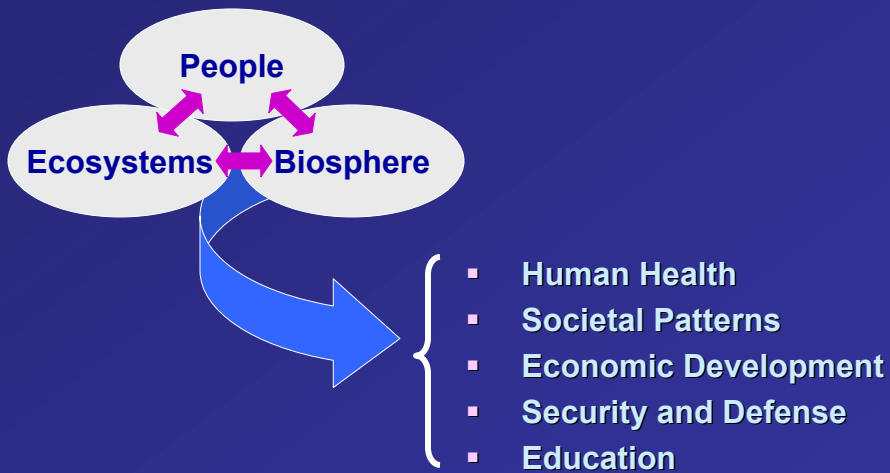 People
Ecosystems Biosphere
▪ Human Health
▪ Societal Patterns
▪ Economic Development
▪ Security and Defense
▪ Education